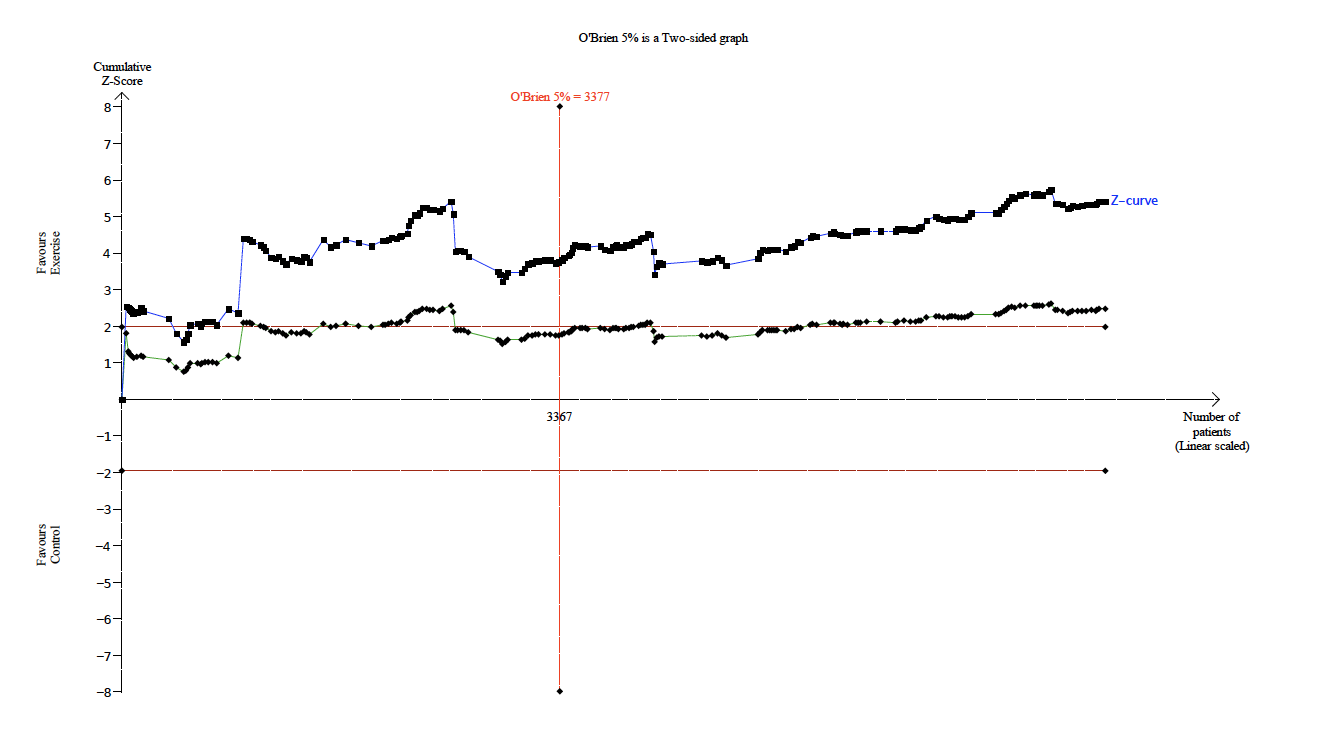 O'Brien 5% is a Two-sided graph
Cumulative
Z-Score
O'Brien 5% = 3377
8
7
6
5
4
3
2
1
−1
−2
−3
−4
−5
−6
−7
−8
Favours
Exercise
Favours
Control
Z-curve
3367
Number of
patients
(Linear scaled)